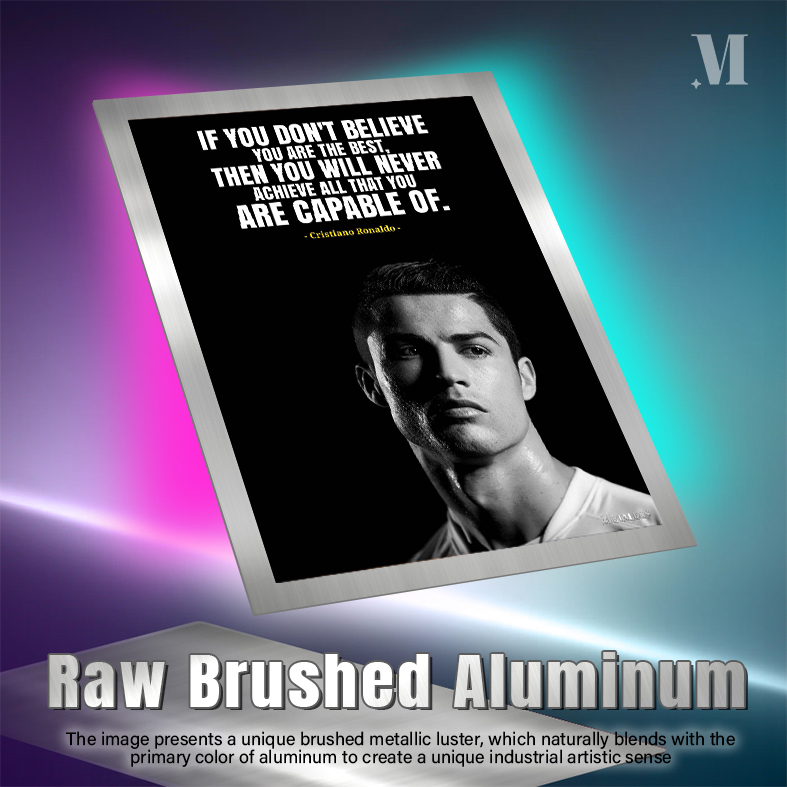 M
IF YOU DON'T BELIEVE
YOU ARE THE BEST,
THEN YOU WILL NEVER
ACHIEVE ALL THAT YOU
ARE CAPABLE OF.
- Cristiano Ronaldo -
Raw Brushed Aluminum
The image presents a unique brushed metallic luster, which naturally blends with the
primary color of aluminum to create a unique industrial artistic sense